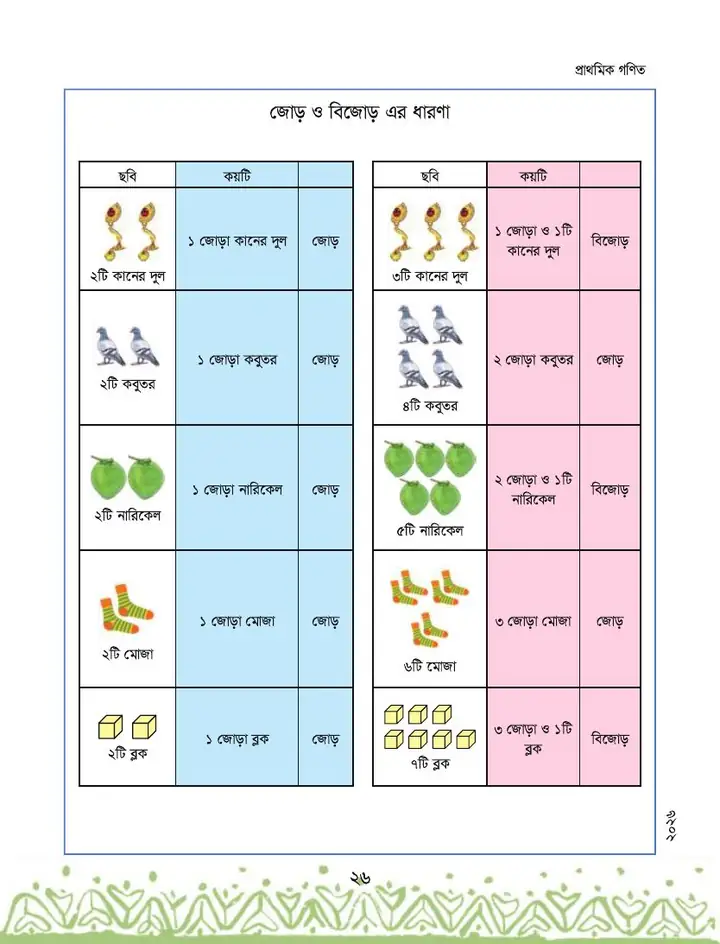 প্রাথমিক গণিত
জোড় ও বিজোড় এর ধারণা
ছবি
কয়টি
২টি কানের দুল
১ জোড়া কানের দুল
জোড়
২টি কবুতর
১ জোড়া কবুতর
জোড়
২টি নারিকেল
১ জোড়া নারিকেল
জোড়
২টি মোজা
১ জোড়া মোজা
জোড়
২টি ব্লক
১ জোড়া ব্লক
জোড়
ছবি
কয়টি
৩টি কানের দুল
১ জোড়া ও ১টি
কানের দুল
বিজোড়
৪টি কবুতর
২ জোড়া কবুতর
জোড়
৫টি নারিকেল
২ জোড়া ও ১টি
নারিকেল
বিজোড়
৬টি মোজা
৩ জোড়া মোজা
জোড়
৭টি ব্লক
৩ জোড়া ও ১টি
ব্লক
বিজোড়
২০২৬
২৬